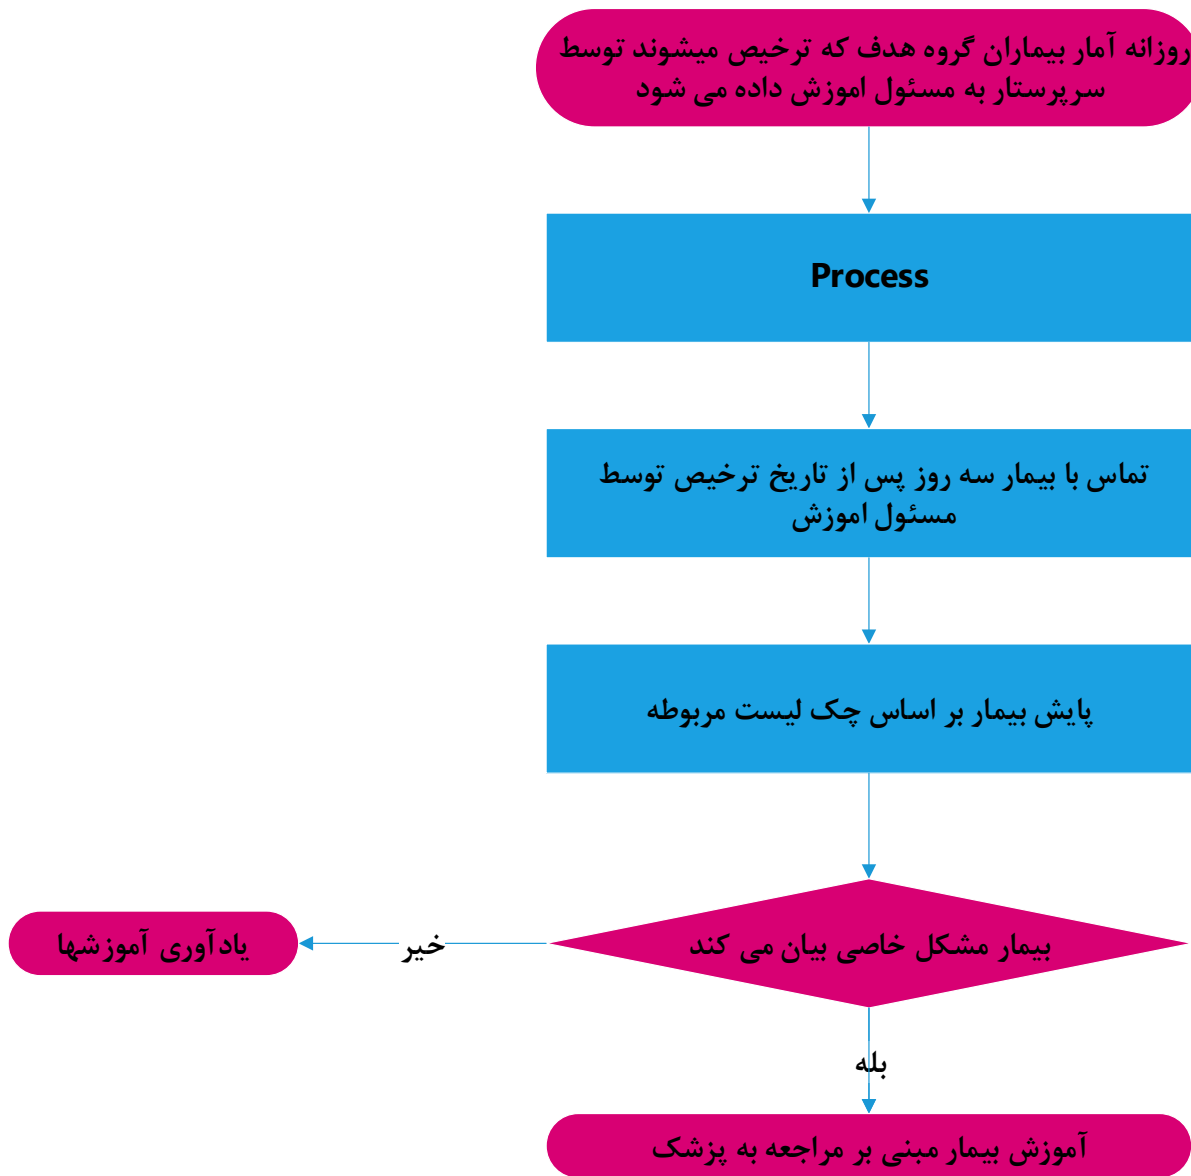 روزانه آمار بیماران گروه هدف که ترخیص میشوند توسط
سرپرستار به مسئول اموزش داده می شود
Process
تماس با بیمار سه روز پس از تاریخ ترخیص توسط
مسئول اموزش
پایش بیمار بر اساس چک لیست مربوطه
بیمار مشکل خاصی بیان می کند
خیر
یادآوری آموزشها
بله
آموزش بیمار مبنی بر مراجعه به پزشک